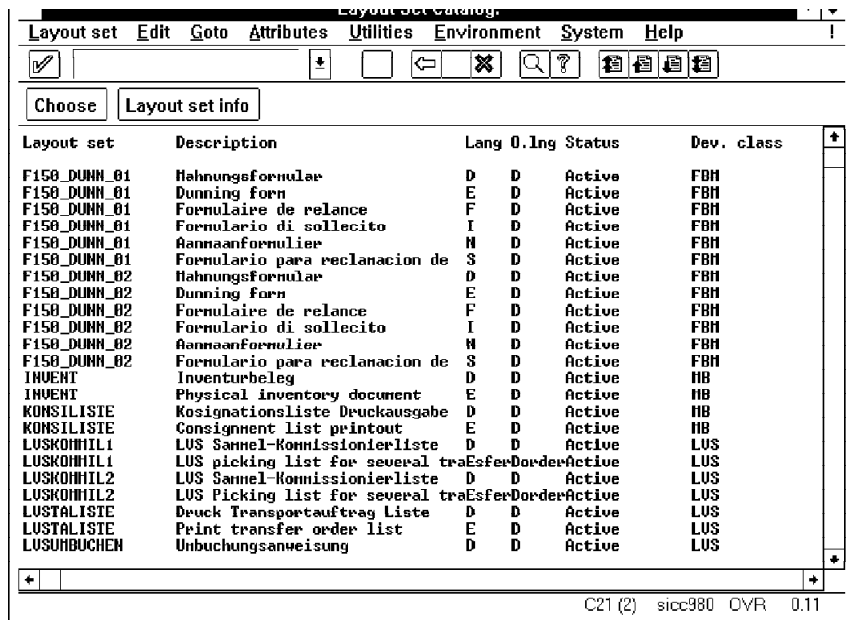 Layout Set Catalog.
Layout set Edit Goto Attributes Utilities Environment System Help !
Choose Layout set info
Layout set Description Lang O.lng Status Dev. class
F150_DUNN_01 Mahnungsformular D D Active FBM
F150_DUNN_01 Dunning form E D Active FBM
F150_DUNN_01 Formulaire de relance F D Active FBM
F150_DUNN_01 Formulario di sollecito I D Active FBM
F150_DUNN_01 Aanmaanformulier N D Active FBM
F150_DUNN_01 Formulario para reclamacion de S D Active FBM
F150_DUNN_02 Mahnungsformular D D Active FBM
F150_DUNN_02 Dunning form E D Active FBM
F150_DUNN_02 Formulaire de relance F D Active FBM
F150_DUNN_02 Formulario di sollecito I D Active FBM
F150_DUNN_02 Aanmaanformulier N D Active FBM
F150_DUNN_02 Formulario para reclamacion de S D Active FBM
INVENT Inventurbeleg D D Active MB
INVENT Physical inventory document E D Active MB
KONSILISTE Kosignationsliste Druckausgabe D D Active MB
KONSILISTE Consignment list printout E D Active MB
LVSKOMMIL1 LVS Sammel-Kommissionierliste D D Active LVS
LVSKOMMIL1 LVS picking list for several traEsferDorderActive LVS
LVSKOMMIL2 LVS Sammel-Kommissionierliste D D Active LVS
LVSKOMMIL2 LVS Picking list for several traEsferDorderActive LVS
LVSTALISTE Druck Transportauftrag Liste D D Active LVS
LVSTALISTE Print transfer order list E D Active LVS
LVSUMBUCHEN Umbuchungsanweisung D D Active LVS
C21 (2) sicc980 OVR 0.11